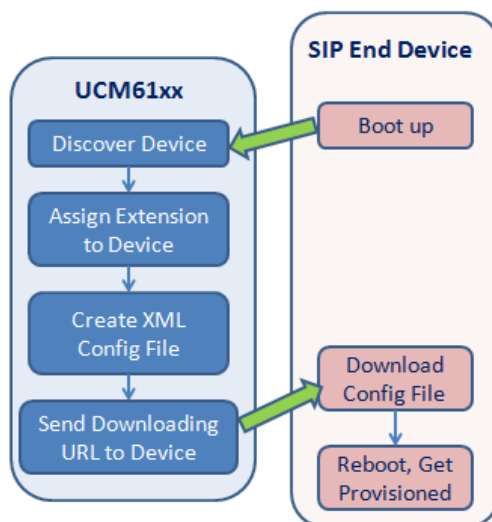 UCM61xx
Discover Device
Assign Extension
to Device
Create XML
Config File
Send Downloading
URL to Device
SIP End Device
Boot up
Download
Config File
Reboot, Get
Provisioned